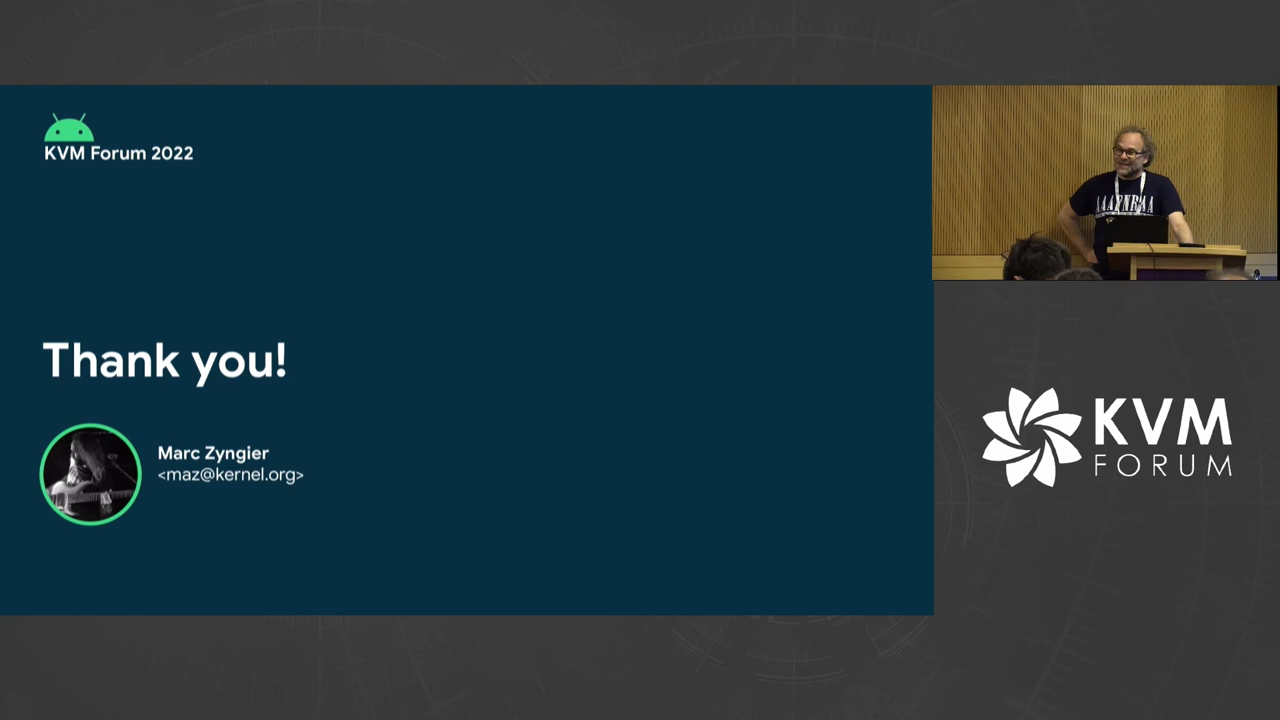 KVM Forum 2022
Thank you!
Marc Zyngier
<maz@kernel.org>
KVM
FORUM